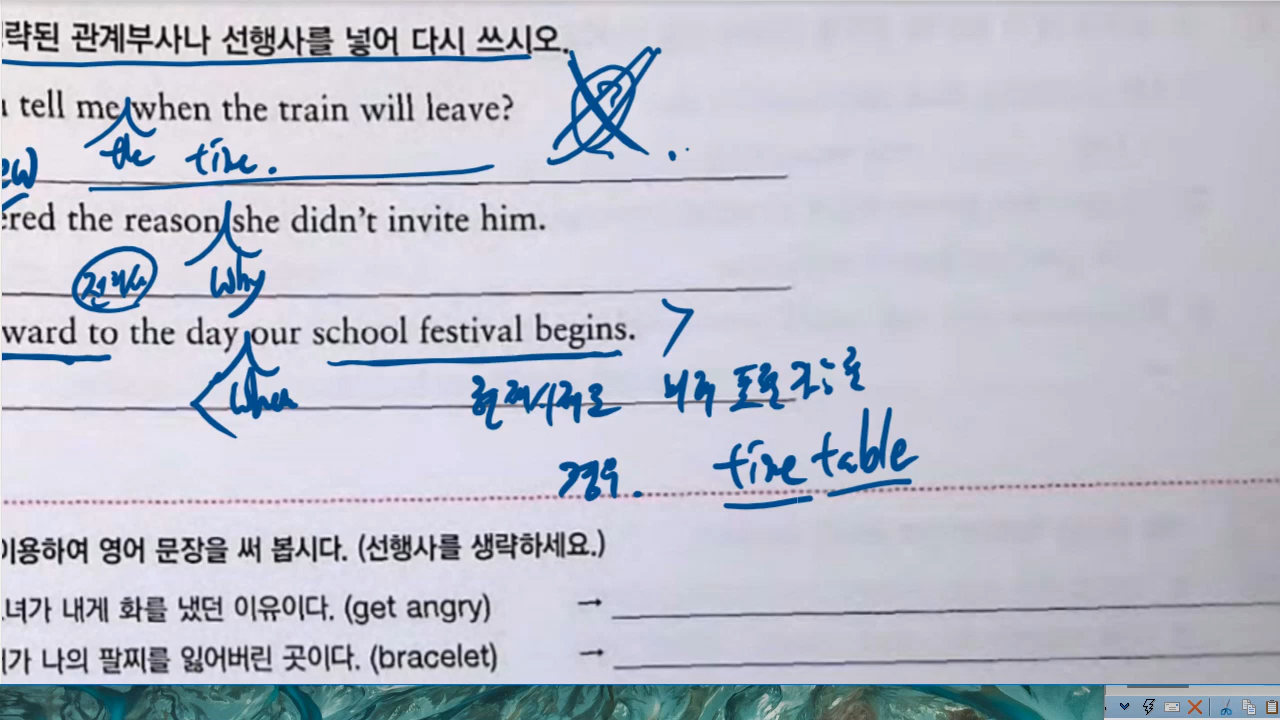 략된 관계부사나 선행사를 넣어 다시 쓰시오.
tell me when the train will leave?
the time.
ered the reason she didn't invite him.
전치사 why
ward to the day our school festival begins.
when
경우. time table
이용하여 영어 문장을 써 봅시다. (선행사를 생략하세요.)
녀가 내게 화를 냈던 이유이다. (get angry) →
가 나의 팔찌를 잃어버린 곳이다. (bracelet) →